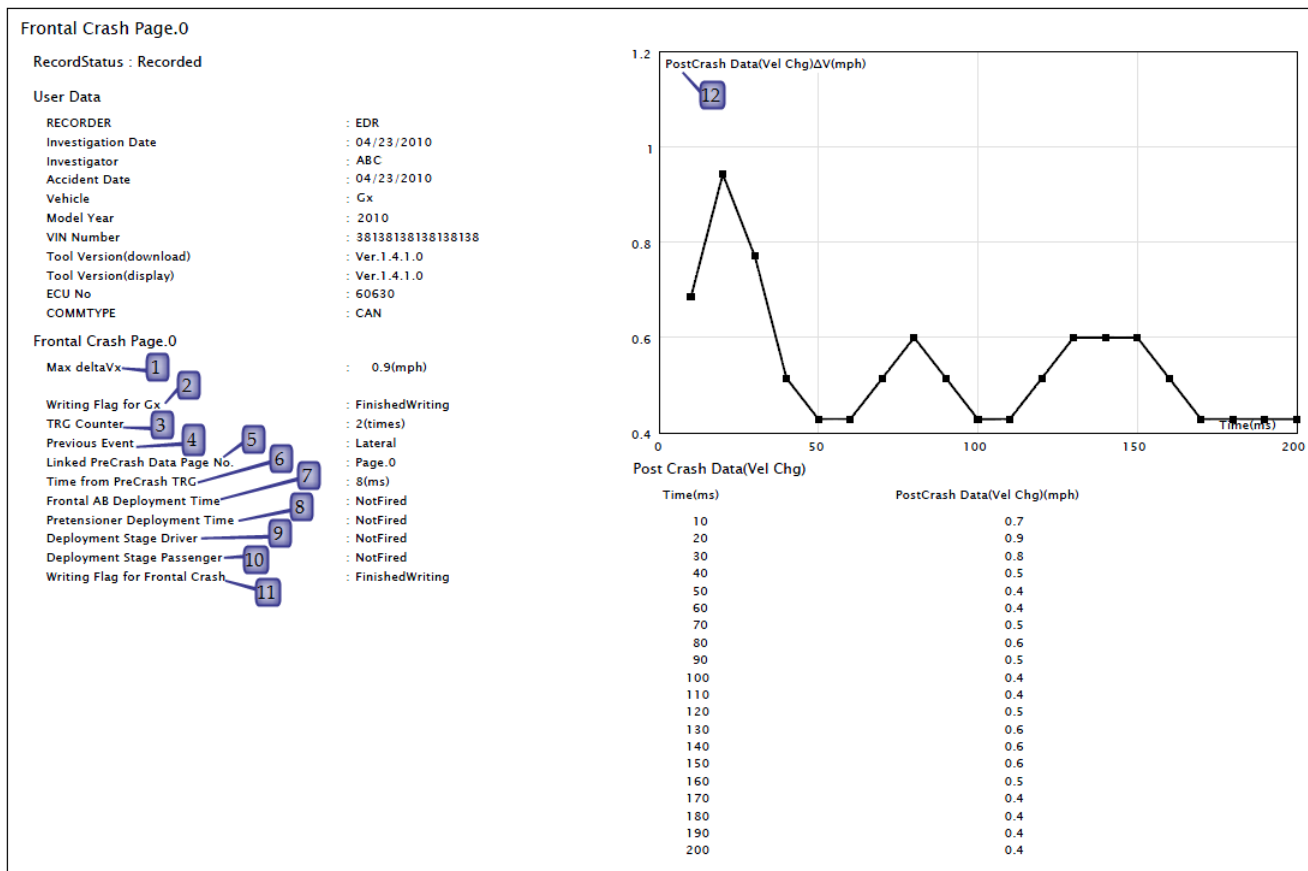 Frontal Crash Page.0
RecordStatus : Recorded
User Data
RECORDER : EDR
Investigation Date : 04/23/2010
Investigator : ABC
Accident Date : 04/23/2010
Vehicle : Gx
Model Year : 2010
VIN Number : 38138138138138138
Tool Version(download) : Ver.1.4.1.0
Tool Version(display) : Ver.1.4.1.0
ECU No : 60630
COMMTYPE : CAN
Frontal Crash Page.0
Max deltaVx 1 : 0.9(mph)
2
Writing Flag for Gx : FinishedWriting
TRG Counter 3 : 2(times)
Previous Event 4 : Lateral
Linked PreCrash Data Page No. 5 : Page.0
Time from PreCrash TRG 6 : 8(ms)
Frontal AB Deployment Time 7 : NotFired
Pretensioner Deployment Time 8 : NotFired
Deployment Stage Driver 9 : NotFired
Deployment Stage Passenger 10 : NotFired
Writing Flag for Frontal Crash 11 : FinishedWriting
PostCrash Data(Vel Chg)ΔV(mph)
12
1.2
1
0.8
0.6
0.4
Time(ms)
0 50 100 150 200
Post Crash Data(Vel Chg)
Time(ms) PostCrash Data(Vel Chg)(mph)
10 0.7
20 0.9
30 0.8
40 0.5
50 0.4
60 0.4
70 0.5
80 0.6
90 0.5
100 0.4
110 0.4
120 0.5
130 0.6
140 0.6
150 0.6
160 0.5
170 0.4
180 0.4
190 0.4
200 0.4